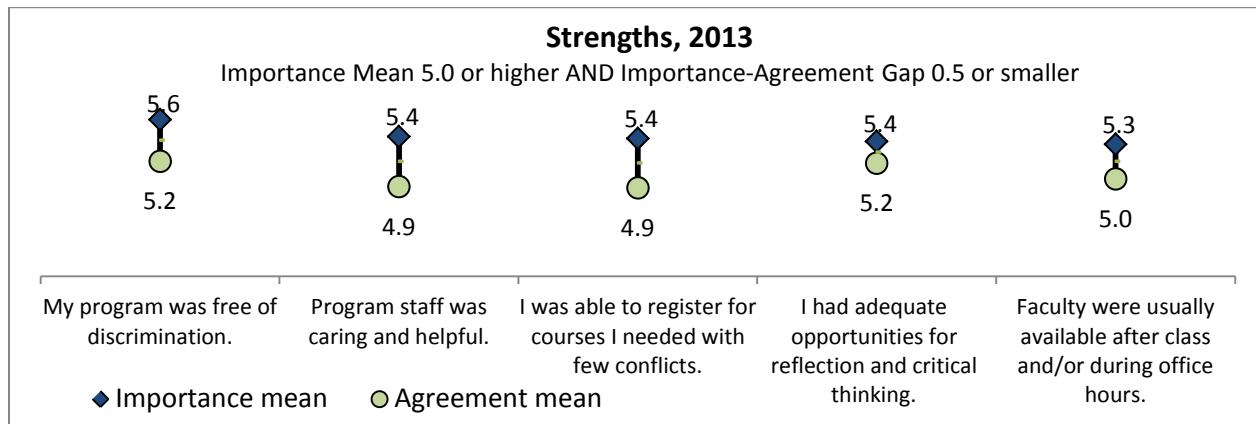 Strengths, 2013
Importance Mean 5.0 or higher AND Importance-Agreement Gap 0.5 or smaller
5.6
5.4
5.4
5.4
5.3
5.2
4.9
4.9
5.2
5.0
My program was free of
discrimination.
Program staff was
caring and helpful.
I was able to register for
courses I needed with
few conflicts.
I had adequate
opportunities for
reflection and critical
thinking.
Faculty were usually
available after class
and/or during office
hours.
Importance mean
Agreement mean